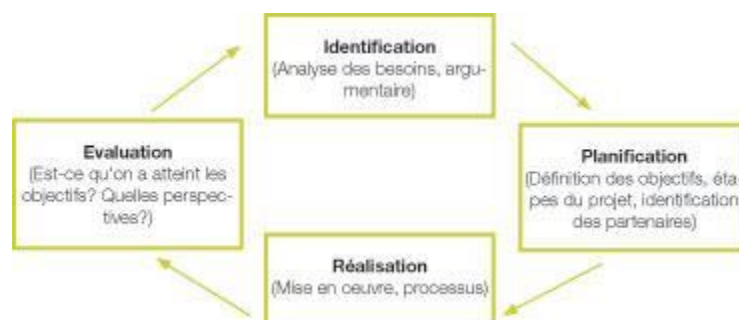 Identification
(Analyse des besoins, argu-
mentaire)
Evaluation
(Est-ce qu'on a atteint les
objectifs? Quelles perspec-
tives?)
Planification
(Définition des objectifs, éta-
pes du projet, identification
des partenaires)
Réalisation
(Mise en oeuvre, processus)